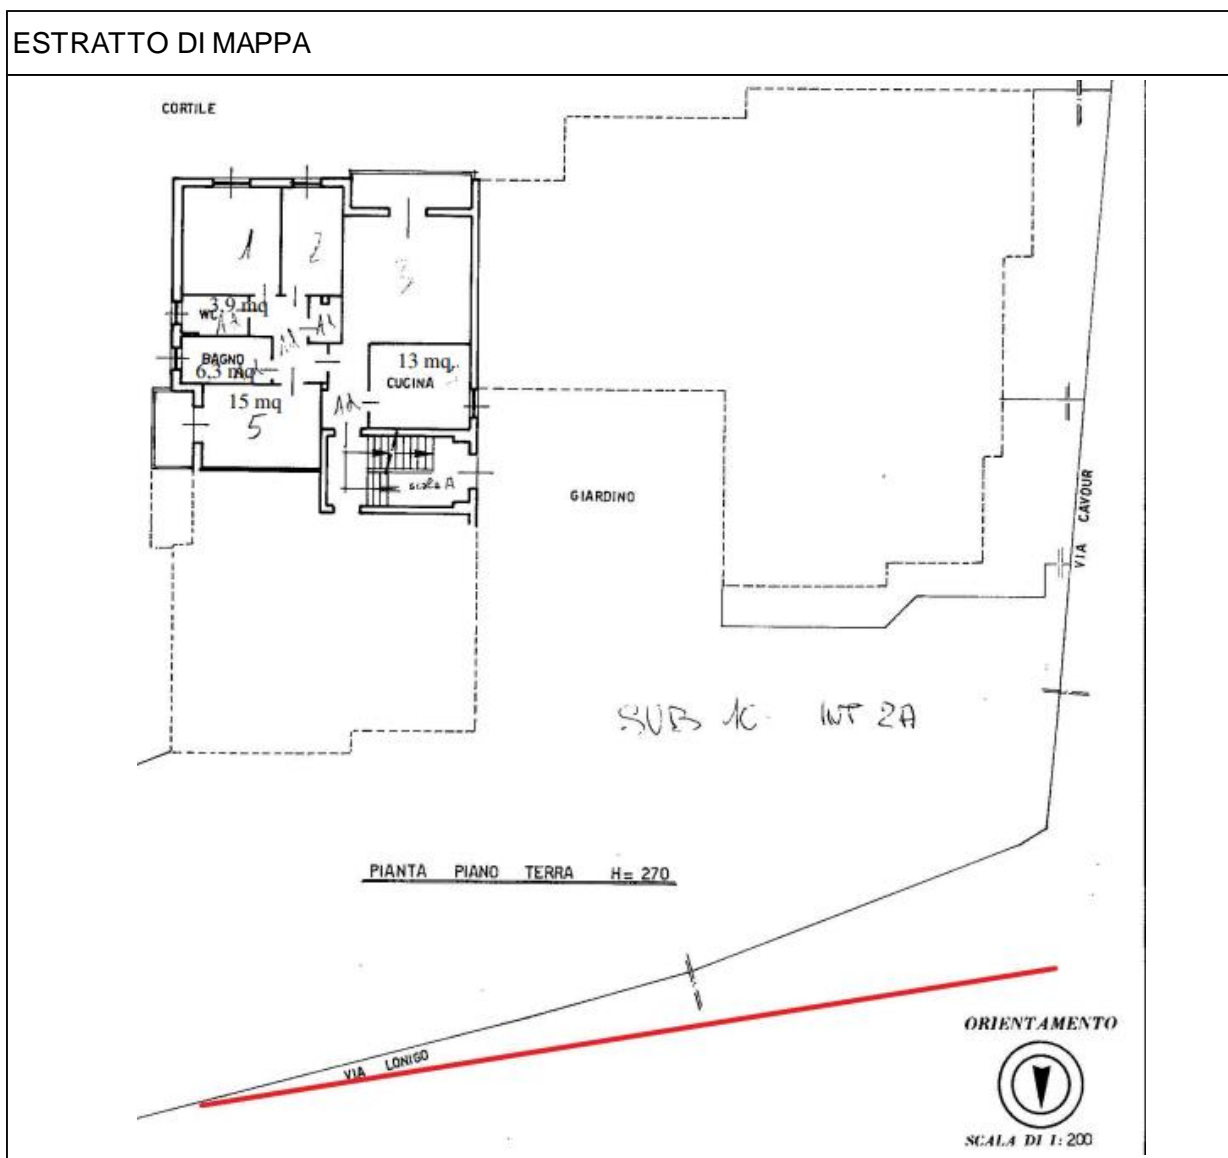 ESTRATTO DI MAPPA
CORTILE
1
2
3
3,9 mq
WC
A1
BAGNO
6,3 mq
13 mq
CUCINA
15 mq
5
scala A
GIARDINO
VIA CAVOUR
INT 2A
PIANTA PIANO TERRA H= 270
VIA LONIGO
ORIENTAMENTO
SCALA DI 1: 200